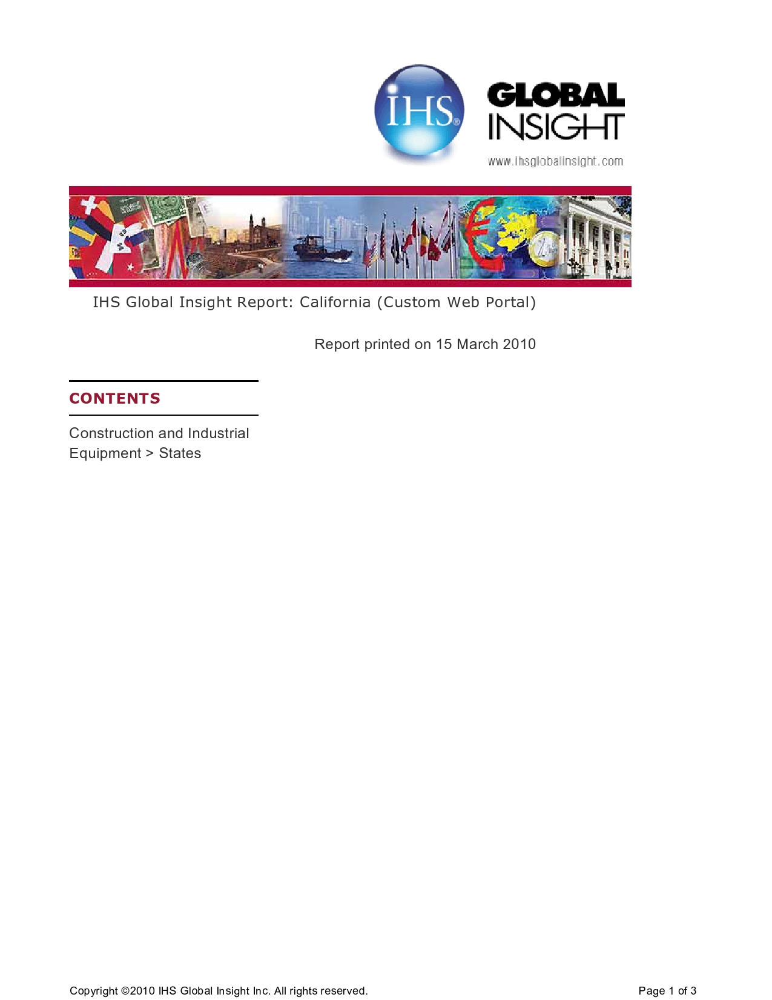 IHS®
GLOBAL
INSIGHT
www.ihsglobalinsight.com
IHS Global Insight Report: California (Custom Web Portal)
Report printed on 15 March 2010
CONTENTS
Construction and Industrial
Equipment > States
Copyright ©2010 IHS Global Insight Inc. All rights reserved.
Page 1 of 3